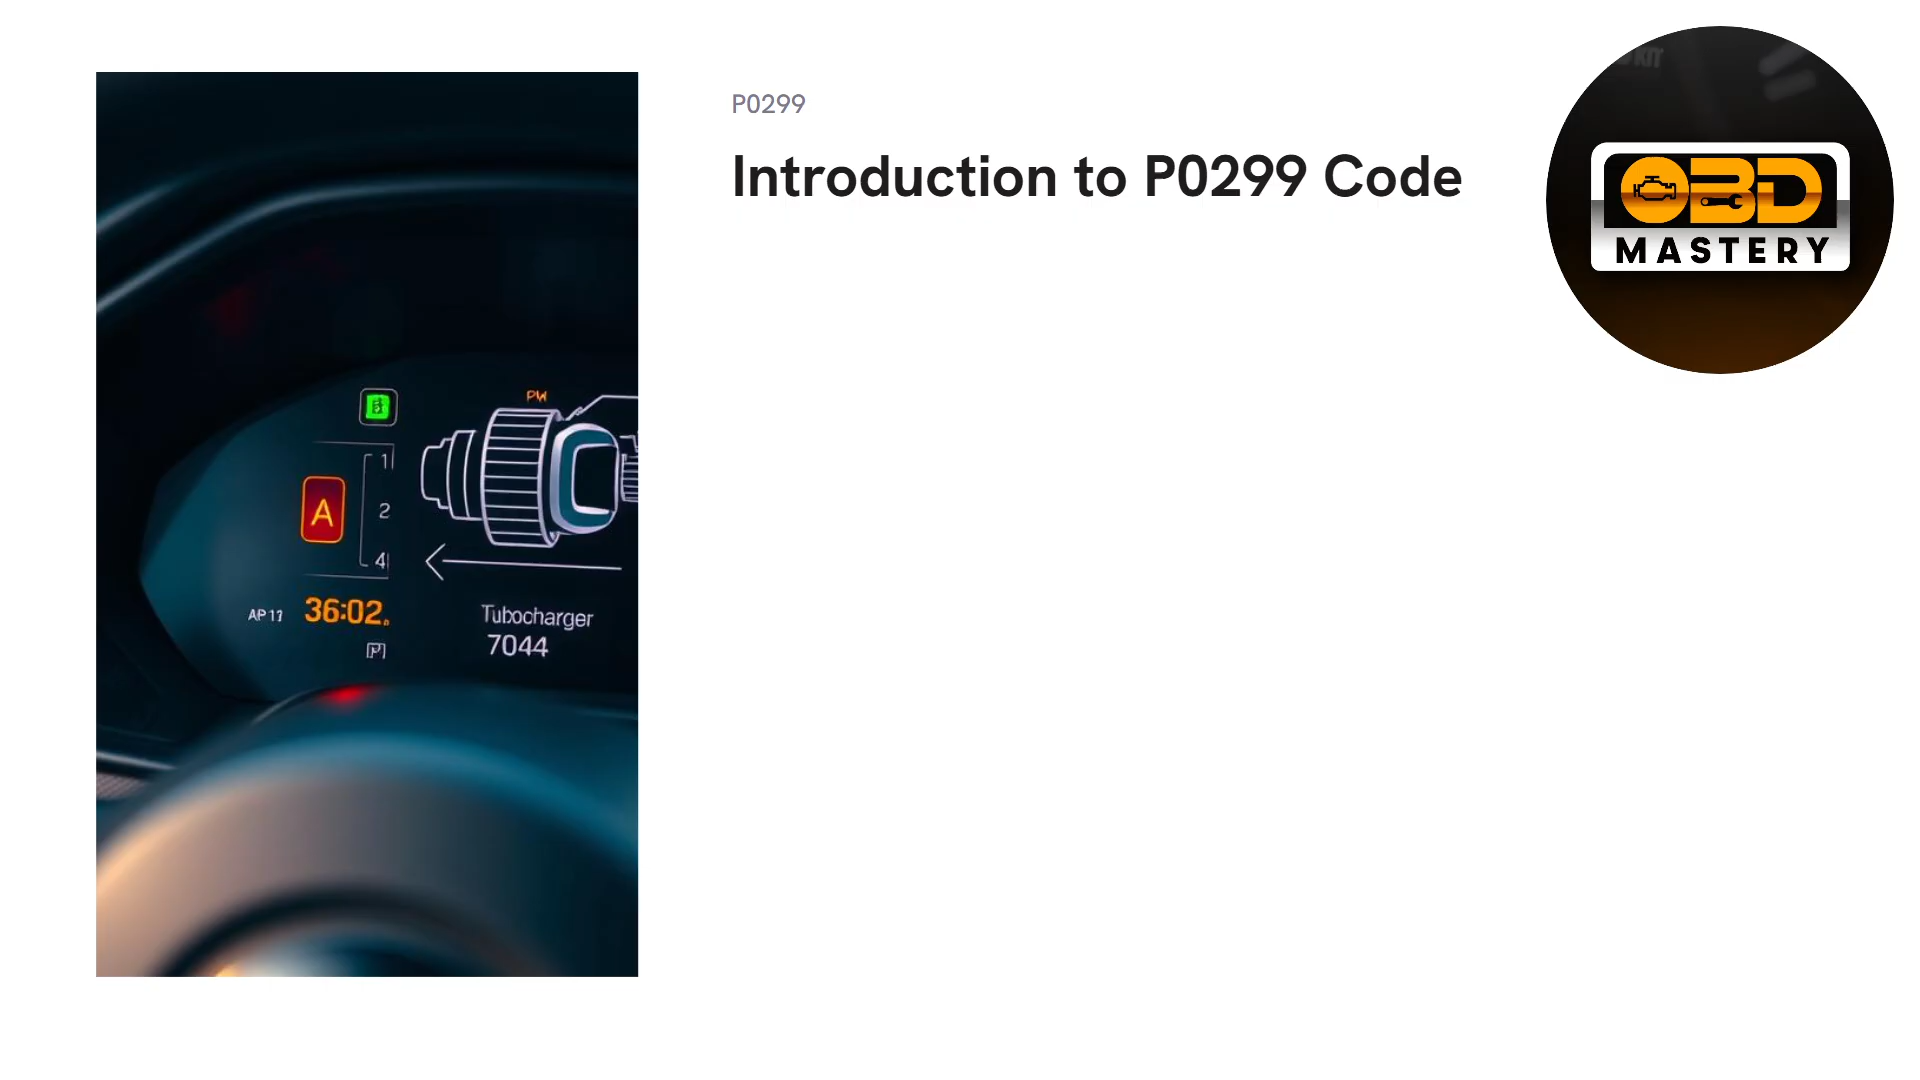 P0299
Introduction to P0299 Code
OBD
MASTERY
PW
1
A
2
4
AP 11
36:02
P
Tubocharger
7044